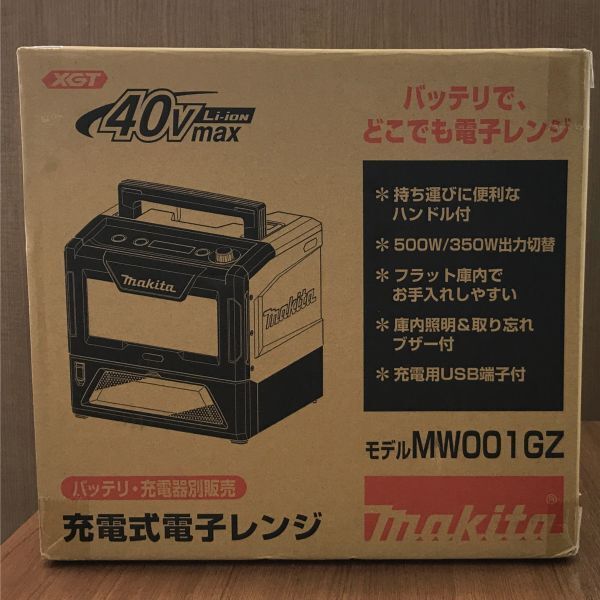 XGT
40Vmax Li-ion
バッテリで、
どこでも電子レンジ
makita
makita
＊持ち運びに便利な
ハンドル付
＊500W/350W出力切替
＊フラット庫内で
お手入れしやすい
＊庫内照明&取り忘れ
ブザー付
＊充電用USB端子付
モデルMW001GZ
バッテリ・充電器別販売
充電式電子レンジ
makita®